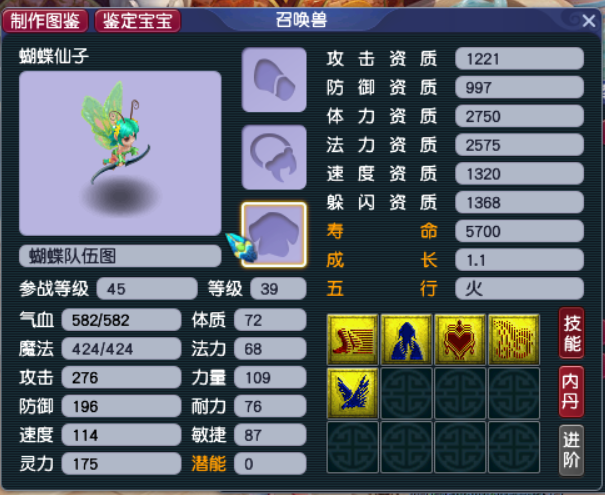 制作图鉴 鉴定宝宝 召唤兽
蝴蝶仙子
攻击资质 1221
防御资质 997
体力资质 2750
法力资质 2575
速度资质 1320
躲闪资质 1368
寿命 5700
成长 1.1
五行 火
蝴蝶队伍图
参战等级 45 等级 39
气血 582/582 体质 72
魔法 424/424 法力 68
攻击 276 力量 109
防御 196 耐力 76
速度 114 敏捷 87
灵力 175 潜能 0
技能
内丹
进阶